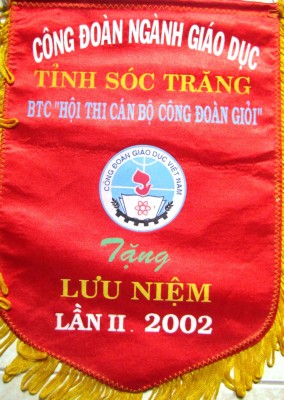 CÔNG ĐOÀN NGÀNH GIÁO DỤC
TỈNH SÓC TRĂNG
BTC "HỘI THI CÁN BỘ CÔNG ĐOÀN GIỎI"
CÔNG ĐOÀN GIÁO DỤC VIỆT NAM
Tặng
LƯU NIỆM
LẦN II . 2002